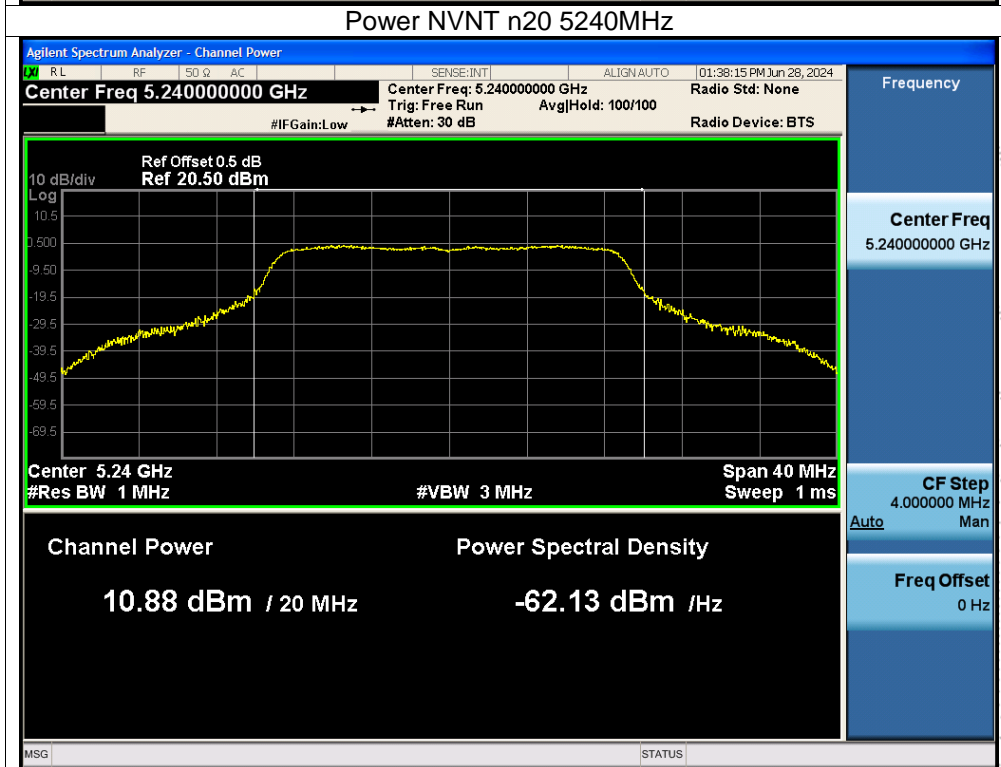 Power NVNT n20 5240MHz
Agilent Spectrum Analyzer - Channel Power
LXI RL RF 50 Ω AC SENSE:INT ALIGN AUTO 01:38:15 PM Jun 28, 2024
Center Freq 5.240000000 GHz
#IFGain:Low
Center Freq: 5.240000000 GHz
Trig: Free Run Avg|Hold: 100/100
#Atten: 30 dB
Radio Std: None
Radio Device: BTS
Ref Offset 0.5 dB
10 dB/div Ref 20.50 dBm
Log
10.5
0.500
-9.50
-19.5
-29.5
-39.5
-49.5
-59.5
-69.5
Center 5.24 GHz Span 40 MHz
#Res BW 1 MHz #VBW 3 MHz Sweep 1 ms
Channel Power Power Spectral Density
10.88 dBm / 20 MHz -62.13 dBm /Hz
Frequency
Center Freq
5.240000000 GHz
CF Step
4.000000 MHz
Auto Man
Freq Offset
0 Hz
MSG STATUS